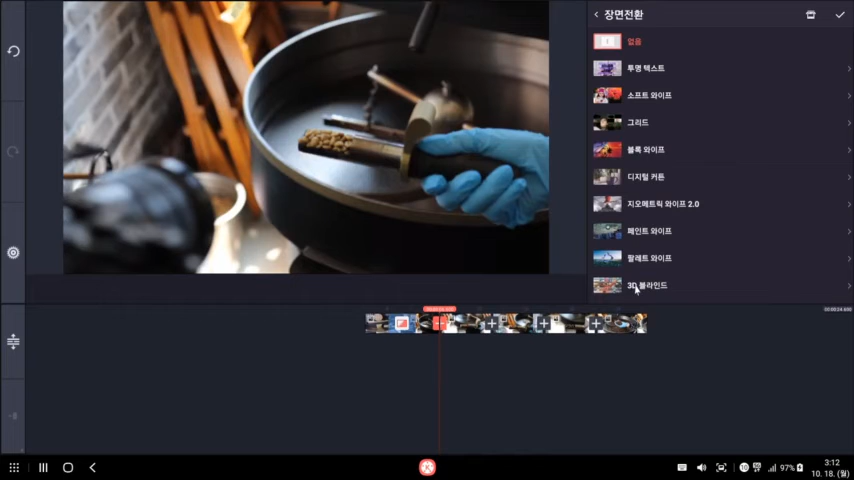 장면전환
없음
투명 텍스트
소프트 와이프
그리드
블록 와이프
디지털 커튼
지오메트릭 와이프 2.0
페인트 와이프
팔레트 와이프
3D 블라인드
97%
3:12
10. 18. (월)